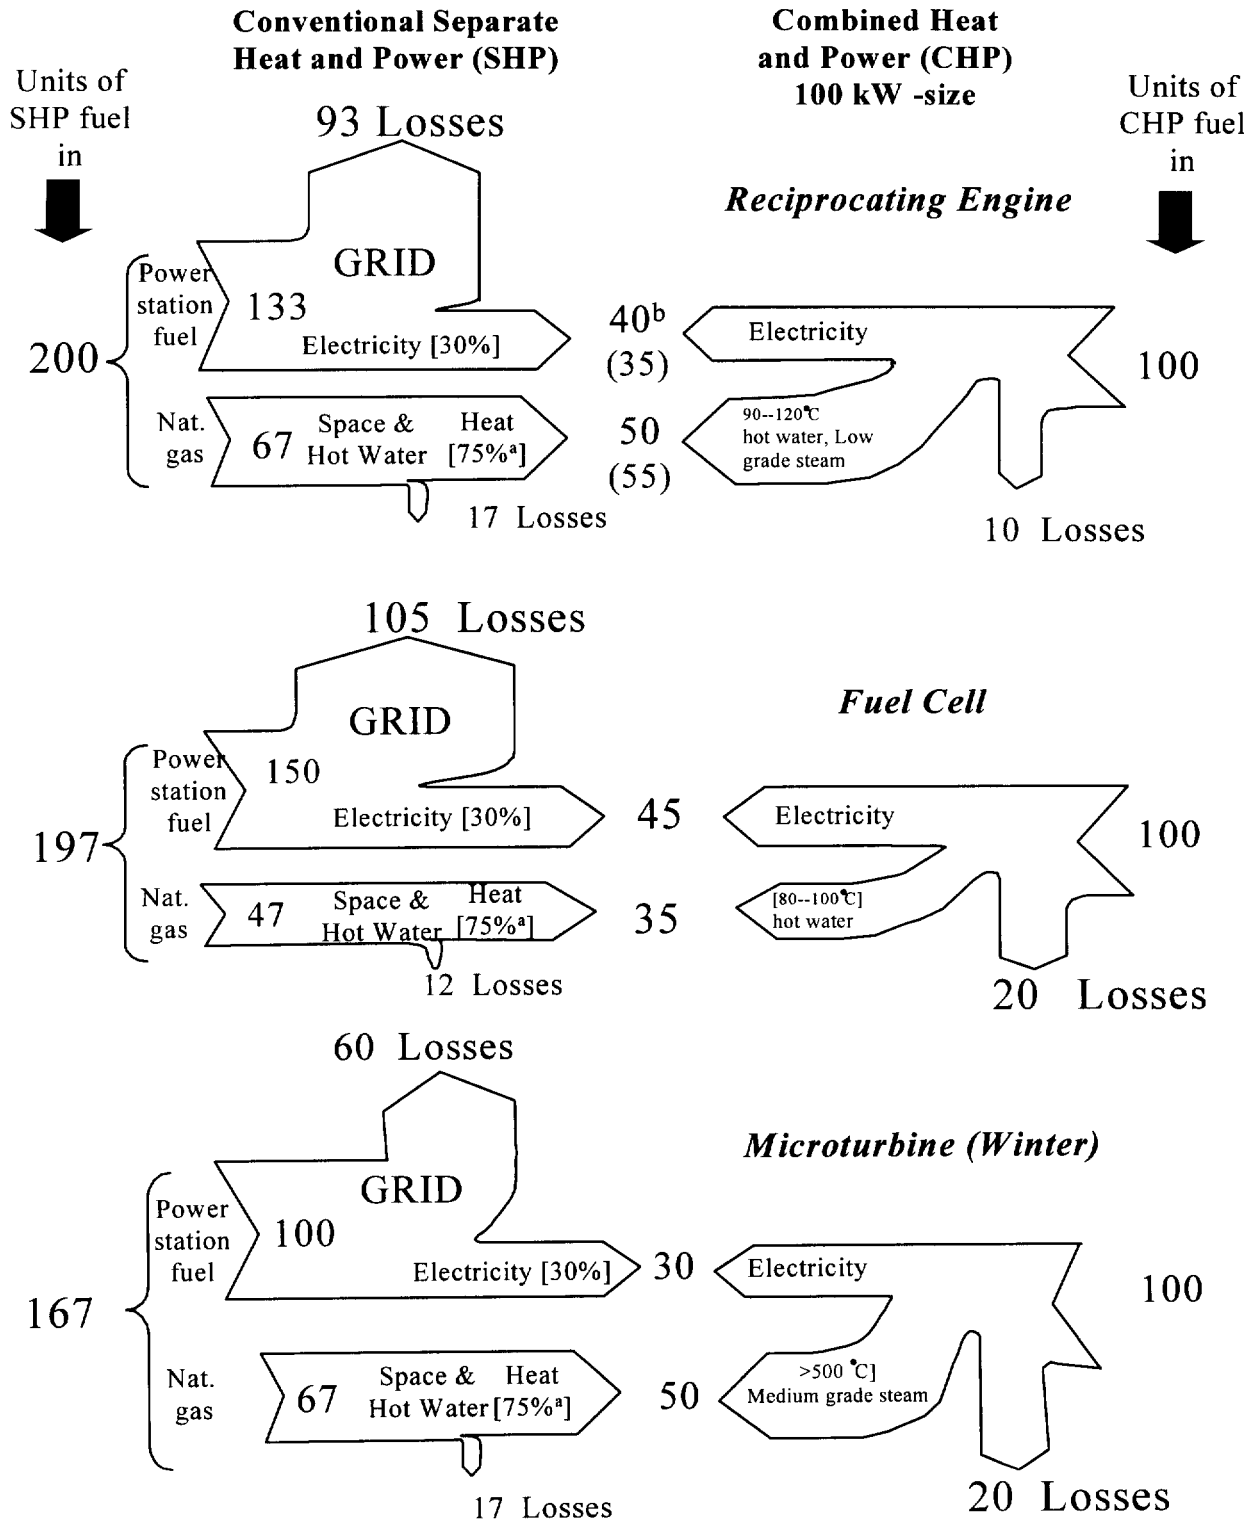 Conventional Separate
Heat and Power (SHP)
Combined Heat
and Power (CHP)
100 kW -size
Units of
SHP fuel
in
Units of
CHP fuel
in
93 Losses
Reciprocating Engine
GRID
Power
station
fuel
133
Electricity [30%]
40b
(35)
Electricity
200
100
Nat.
gas
67
Space &
Hot Water
Heat
[75%a]
50
(55)
90--120°C
hot water, Low
grade steam
17 Losses
10 Losses
105 Losses
Fuel Cell
GRID
Power
station
fuel
150
Electricity [30%]
45
Electricity
197
100
Nat.
gas
47
Space &
Hot Water
Heat
[75%a]
35
[80--100°C]
hot water
12 Losses
20 Losses
60 Losses
Microturbine (Winter)
GRID
Power
station
fuel
100
Electricity [30%]
30
Electricity
167
100
Nat.
gas
67
Space &
Hot Water
Heat
[75%a]
50
>500 °C]
Medium grade steam
17 Losses
20 Losses